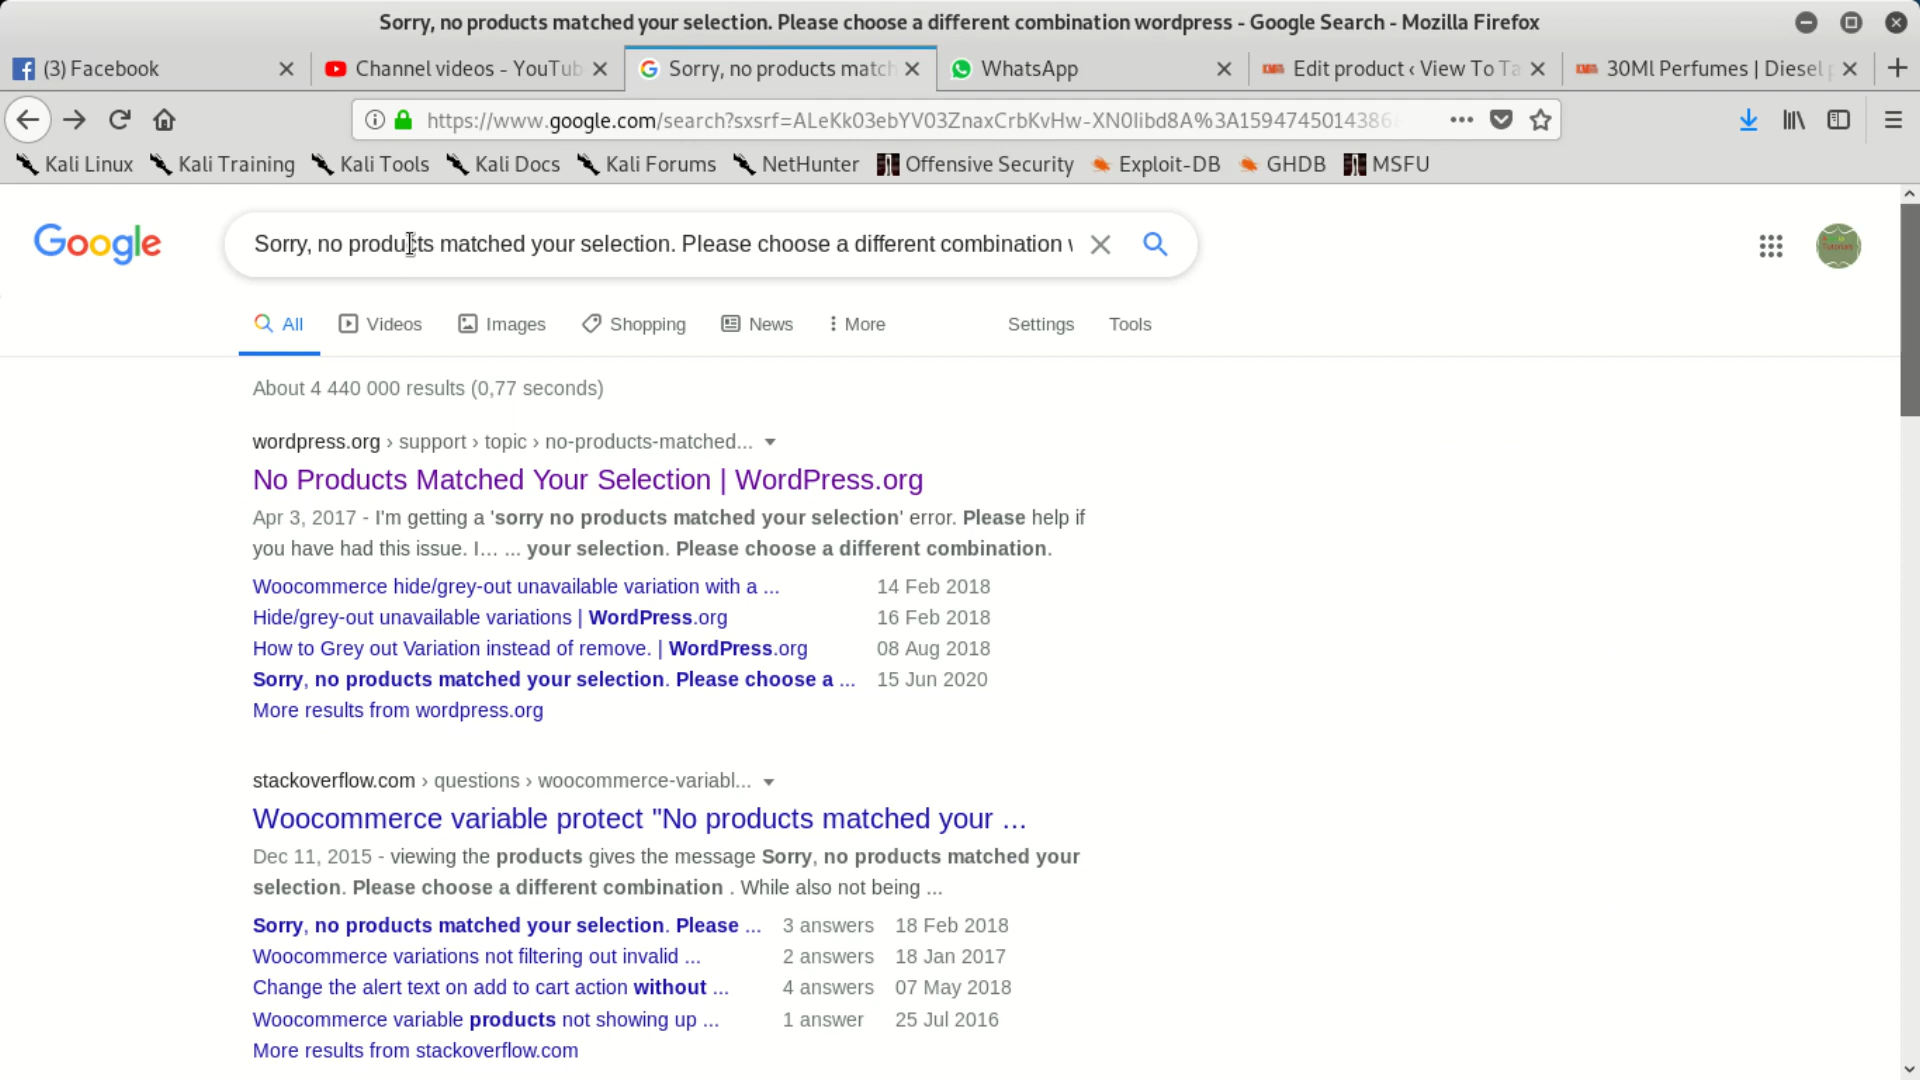 Sorry, no products matched your selection. Please choose a different combination wordpress - Google Search - Mozilla Firefox
(3) Facebook
Channel videos - YouTub
Sorry, no products match
WhatsApp
Edit product ‹ View To Ta
30Ml Perfumes | Diesel p
https://www.google.com/search?sxsrf=ALeKk03ebYV03ZnaxCrbKvHw-XN0Iibd8A%3A1594745014386
Kali Linux
Kali Training
Kali Tools
Kali Docs
Kali Forums
NetHunter
Offensive Security
Exploit-DB
GHDB
MSFU
Google
Sorry, no products matched your selection. Please choose a different combination w
All
Videos
Images
Shopping
News
More
Settings
Tools
About 4 440 000 results (0,77 seconds)
wordpress.org › support › topic › no-products-matched...
No Products Matched Your Selection | WordPress.org
Apr 3, 2017 - I'm getting a 'sorry no products matched your selection' error. Please help if
you have had this issue. I… ... your selection. Please choose a different combination.
Woocommerce hide/grey-out unavailable variation with a ... 14 Feb 2018
Hide/grey-out unavailable variations | WordPress.org 16 Feb 2018
How to Grey out Variation instead of remove. | WordPress.org 08 Aug 2018
Sorry, no products matched your selection. Please choose a ... 15 Jun 2020
More results from wordpress.org
stackoverflow.com › questions › woocommerce-variabl...
Woocommerce variable protect "No products matched your ...
Dec 11, 2015 - viewing the products gives the message Sorry, no products matched your
selection. Please choose a different combination . While also not being ...
Sorry, no products matched your selection. Please ... 3 answers 18 Feb 2018
Woocommerce variations not filtering out invalid ... 2 answers 18 Jan 2017
Change the alert text on add to cart action without ... 4 answers 07 May 2018
Woocommerce variable products not showing up ... 1 answer 25 Jul 2016
More results from stackoverflow.com